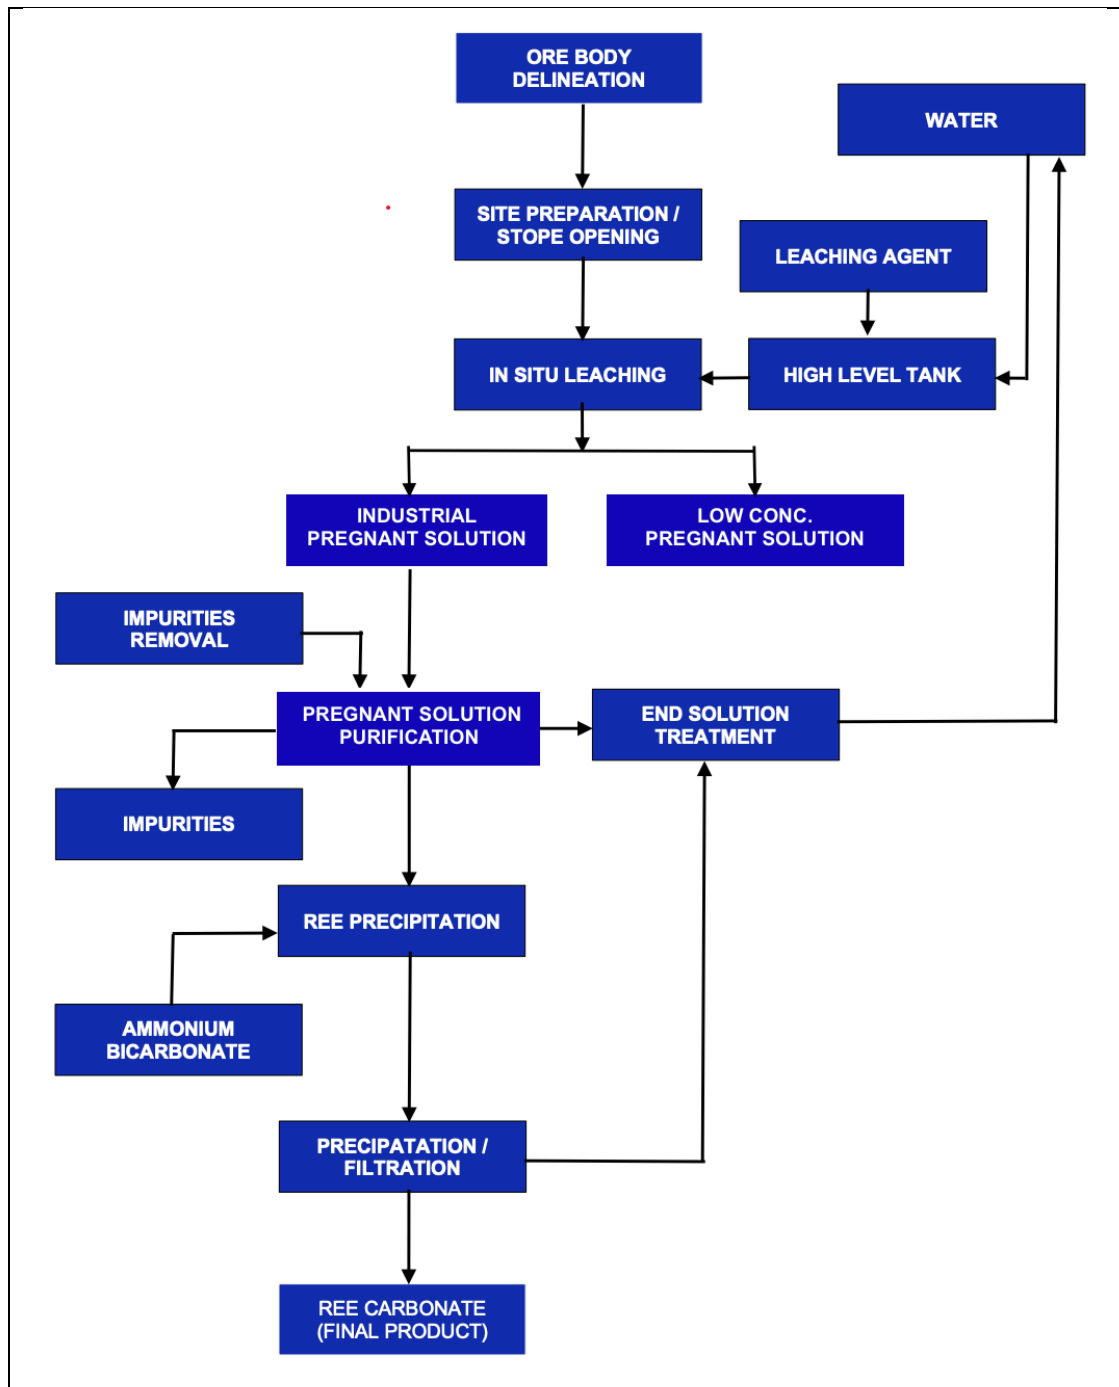 ORE BODY
DELINEATION
WATER
SITE PREPARATION /
STOPE OPENING
LEACHING AGENT
IN SITU LEACHING
HIGH LEVEL TANK
INDUSTRIAL
PREGNANT SOLUTION
LOW CONC.
PREGNANT SOLUTION
IMPURITIES
REMOVAL
PREGNANT SOLUTION
PURIFICATION
END SOLUTION
TREATMENT
IMPURITIES
REE PRECIPITATION
AMMONIUM
BICARBONATE
PRECIPATATION /
FILTRATION
REE CARBONATE
(FINAL PRODUCT)